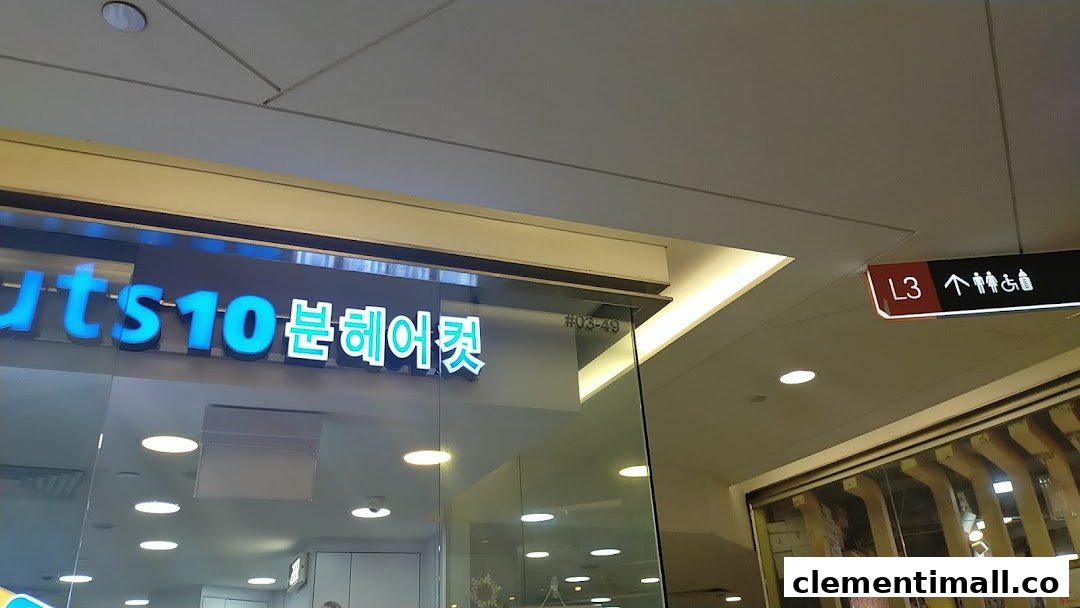 uts10분헤어컷
#03-49
L3
clementimall.co